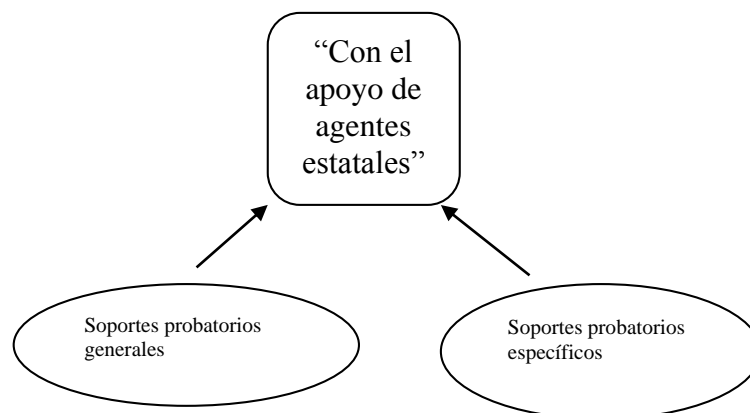 “Con el
apoyo de
agentes
estatales”
Soportes probatorios
generales
Soportes probatorios
específicos